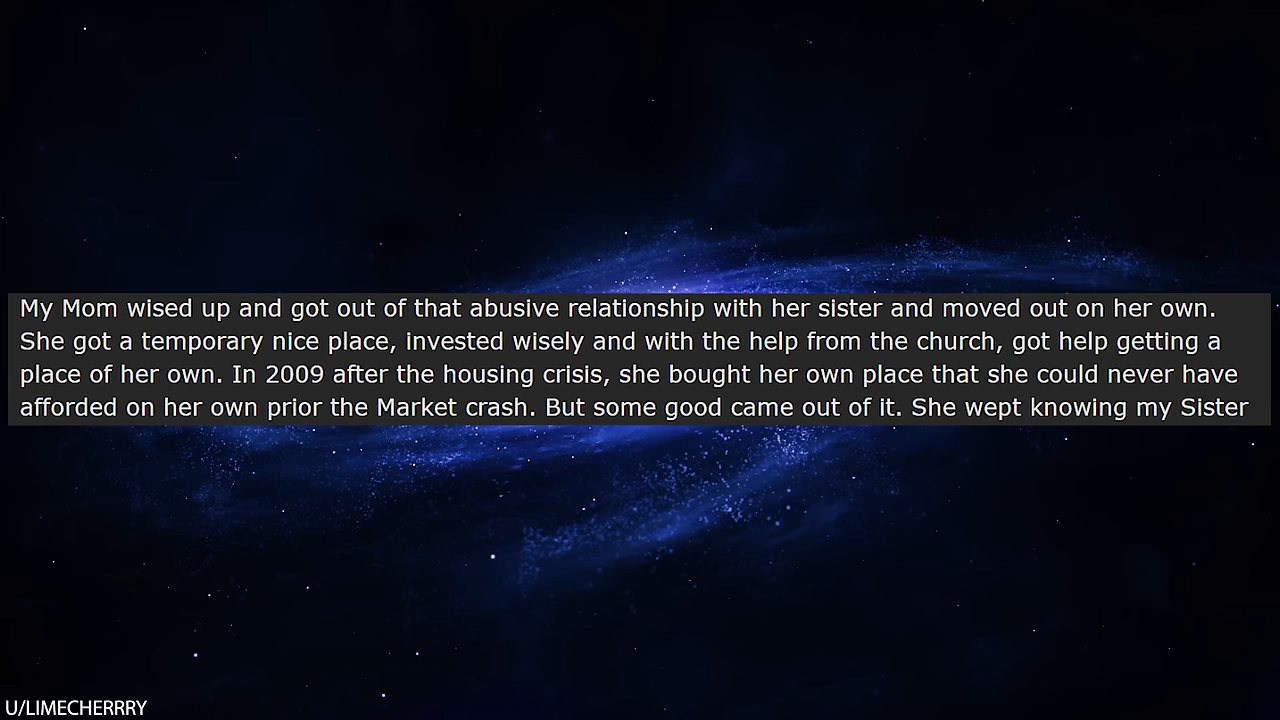 My Mom wised up and got out of that abusive relationship with her sister and moved out on her own.
She got a temporary nice place, invested wisely and with the help from the church, got help getting a
place of her own. In 2009 after the housing crisis, she bought her own place that she could never have
afforded on her own prior the Market crash. But some good came out of it. She wept knowing my Sister
U/LIMECHERRRY